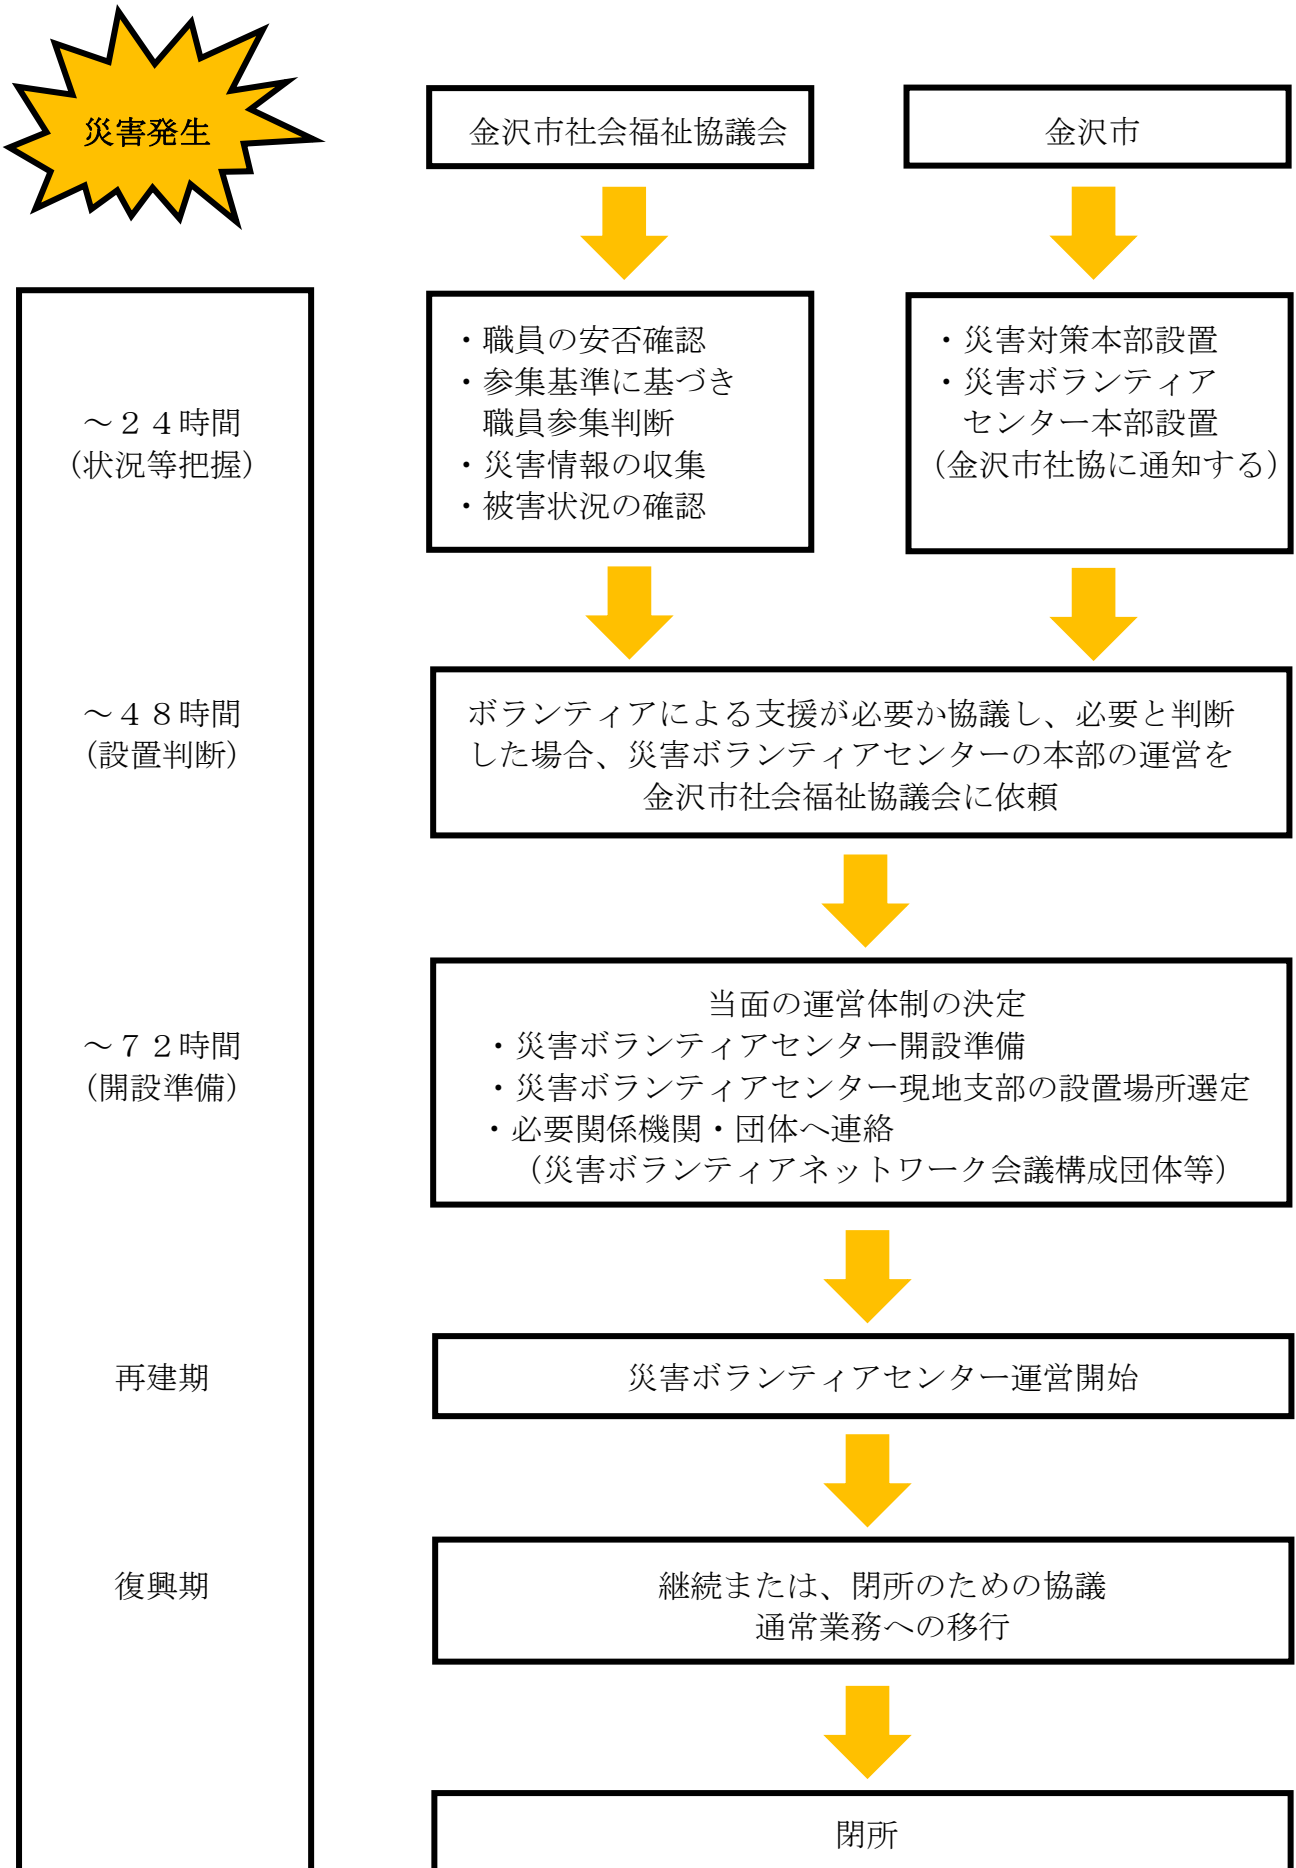 災害発生
金沢市社会福祉協議会
金沢市
~24時間
(状況等把握)
・職員の安否確認
・参集基準に基づき
職員参集判断
・災害情報の収集
・被害状況の確認
・災害対策本部設置
・災害ボランティア
センター本部設置
(金沢市社協に通知する)
~48時間
(設置判断)
ボランティアによる支援が必要か協議し、必要と判断
した場合、災害ボランティアセンターの本部の運営を
金沢市社会福祉協議会に依頼
~72時間
(開設準備)
当面の運営体制の決定
・災害ボランティアセンター開設準備
・災害ボランティアセンター現地支部の設置場所選定
・必要関係機関・団体へ連絡
(災害ボランティアネットワーク会議構成団体等)
再建期
災害ボランティアセンター運営開始
復興期
継続または、閉所のための協議
通常業務への移行
閉所